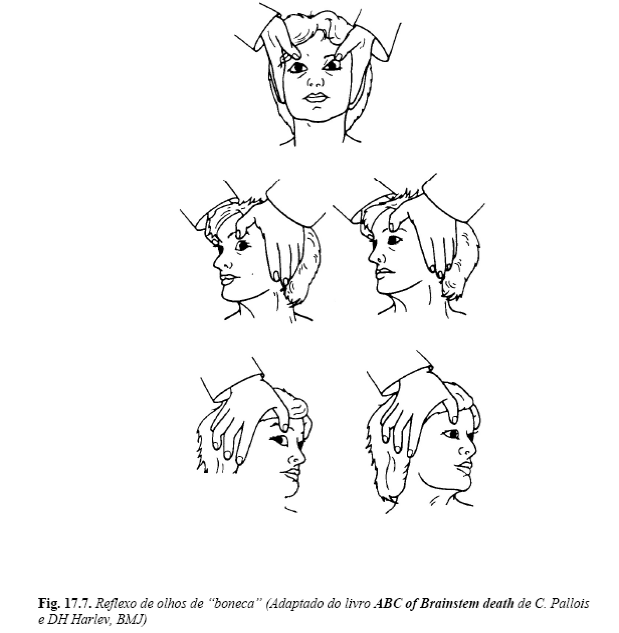 Fig. 17.7. Reflexo de olhos de “boneca” (Adaptado do livro ABC of Brainstem death de C. Pallois
e DH Harlev, BMJ)